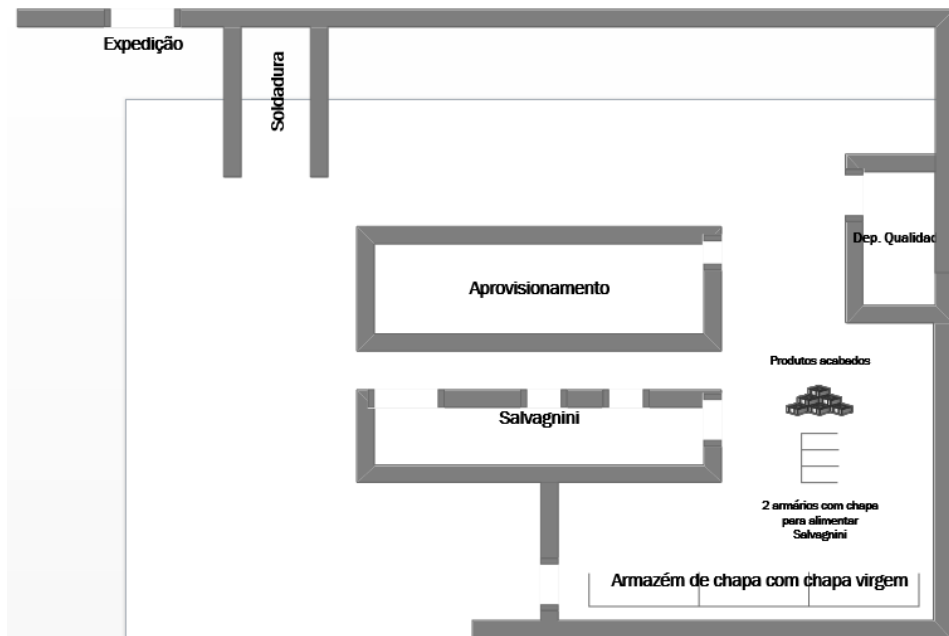 Expedição
Soldadura
Dep. Qualidad
Aprovisionamento
Produtos acabados
Salvagnini
2 armários com chapa
para alimentar
Salvagnini
Armazém de chapa com chapa virgem